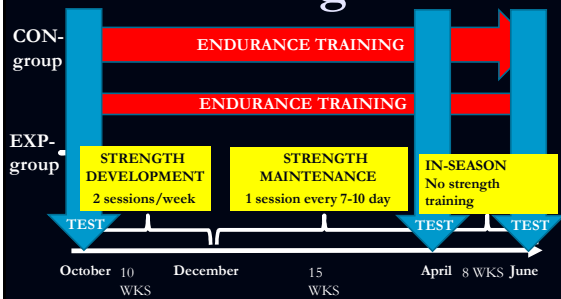 CON-
group
ENDURANCE TRAINING
ENDURANCE TRAINING
EXP-
group
STRENGTH
DEVELOPMENT
2 sessions/week
STRENGTH
MAINTENANCE
1 session every 7-10 day
IN-SEASON
No strength
training
TEST
TEST
TEST
October 10 WKS December 15 WKS April 8 WKS June